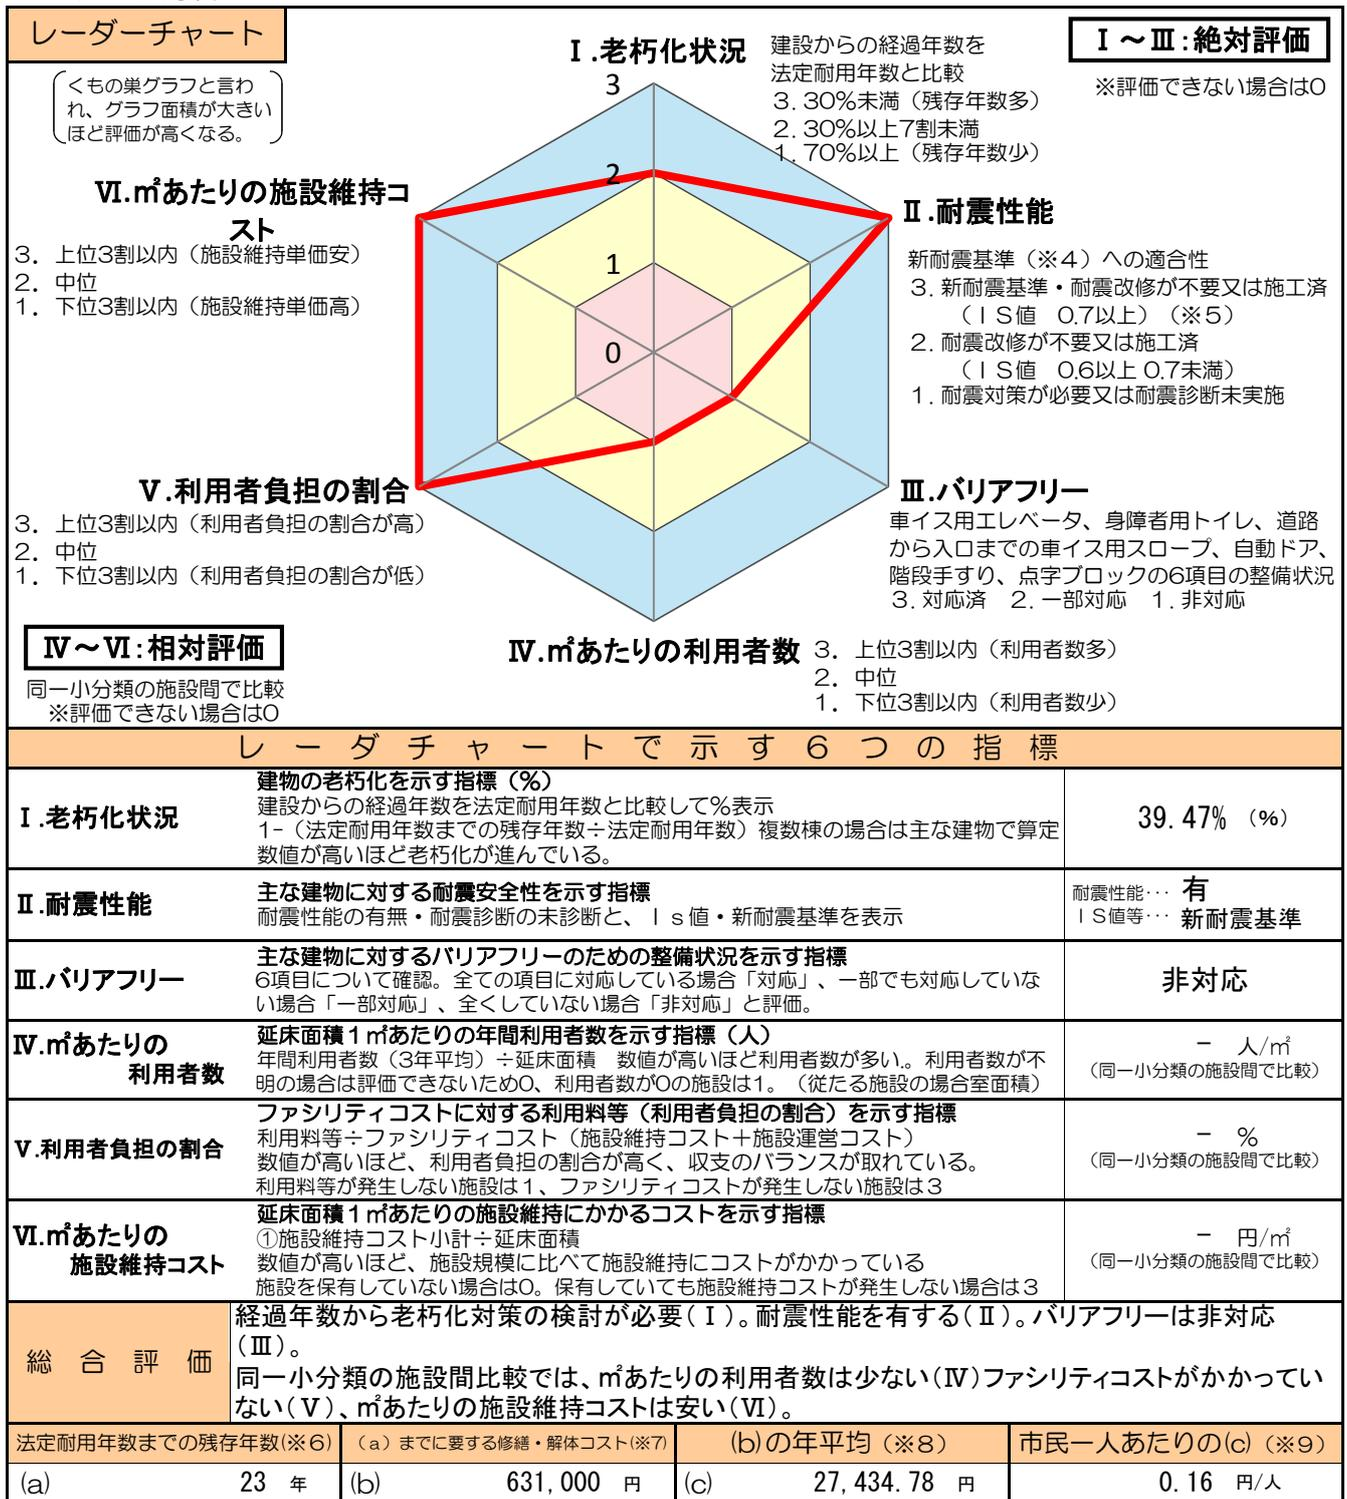 レーダーチャート
くもの巣グラフと言わ
れ、グラフ面積が大きい
ほど評価が高くなる。
Ⅰ～Ⅲ：絶対評価
※評価できない場合は0
Ⅰ.老朽化状況
建設からの経過年数を
法定耐用年数と比較
3. 30%未満（残存年数多）
2. 30%以上7割未満
1. 70%以上（残存年数少）
3
2
1
0
Ⅱ.耐震性能
新耐震基準（※4）への適合性
3. 新耐震基準・耐震改修が不要又は施工済
（ＩＳ値　0.7以上）（※5）
2. 耐震改修が不要又は施工済
（ＩＳ値　0.6以上 0.7未満）
1. 耐震対策が必要又は耐震診断未実施
Ⅲ.バリアフリー
車イス用エレベータ、身障者用トイレ、道路
から入口までの車イス用スロープ、自動ドア、
階段手すり、点字ブロックの6項目の整備状況
3. 対応済　2. 一部対応　1. 非対応
Ⅳ.㎡あたりの利用者数
3．上位3割以内（利用者数多）
2．中位
1．下位3割以内（利用者数少）
Ⅴ.利用者負担の割合
3．上位3割以内（利用者負担の割合が高）
2．中位
1．下位3割以内（利用者負担の割合が低）
Ⅵ.㎡あたりの施設維持コ
スト
3．上位3割以内（施設維持単価安）
2．中位
1．下位3割以内（施設維持単価高）
Ⅳ～Ⅵ：相対評価
同一小分類の施設間で比較
※評価できない場合は0
レーダチャートで示す６つの指標
Ⅰ.老朽化状況
建物の老朽化を示す指標（%）
建設からの経過年数を法定耐用年数と比較して%表示
1-（法定耐用年数までの残存年数÷法定耐用年数）複数棟の場合は主な建物で算定
数値が高いほど老朽化が進んでいる。
39.47% （%）
Ⅱ.耐震性能
主な建物に対する耐震安全性を示す指標
耐震性能の有無・耐震診断の未診断と、Ｉｓ値・新耐震基準を表示
耐震性能･･･ 有
ＩＳ値等･･･ 新耐震基準
Ⅲ.バリアフリー
主な建物に対するバリアフリーのための整備状況を示す指標
6項目について確認。全ての項目に対応している場合「対応」、一部でも対応していな
い場合「一部対応」、全くしていない場合「非対応」と評価。
非対応
Ⅳ.㎡あたりの
利用者数
延床面積１㎡あたりの年間利用者数を示す指標（人）
年間利用者数（3年平均）÷延床面積　数値が高いほど利用者数が多い。利用者数が不
明の場合は評価できないため0、利用者数が0の施設は1。（従たる施設の場合室面積）
－　人/㎡
（同一小分類の施設間で比較）
Ⅴ.利用者負担の割合
ファシリティコストに対する利用料等（利用者負担の割合）を示す指標
利用料等÷ファシリティコスト（施設維持コスト＋施設運営コスト）
数値が高いほど、利用者負担の割合が高く、収支のバランスが取れている。
利用料等が発生しない施設は１、ファシリティコストが発生しない施設は３
－　%
（同一小分類の施設間で比較）
Ⅵ.㎡あたりの
施設維持コスト
延床面積１㎡あたりの施設維持にかかるコストを示す指標
①施設維持コスト小計÷延床面積
数値が高いほど、施設規模に比べて施設維持にコストがかかっている
施設を保有していない場合は0。保有していても施設維持コストが発生しない場合は３
－　円/㎡
（同一小分類の施設間で比較）
総合評価
経過年数から老朽化対策の検討が必要（Ⅰ）。耐震性能を有する（Ⅱ）。バリアフリーは非対応
（Ⅲ）。
同一小分類の施設間比較では、㎡あたりの利用者数は少ない（Ⅳ）ファシリティコストがかかってい
ない（Ⅴ）、㎡あたりの施設維持コストは安い（Ⅵ）。
法定耐用年数までの残存年数(※6)
（a）までに要する修繕・解体コスト(※7)
(b)の年平均（※8）
市民一人あたりの(c)（※9）
(a)　23 年
(b)　631,000 円
(c)　27,434.78 円
0.16 円/人